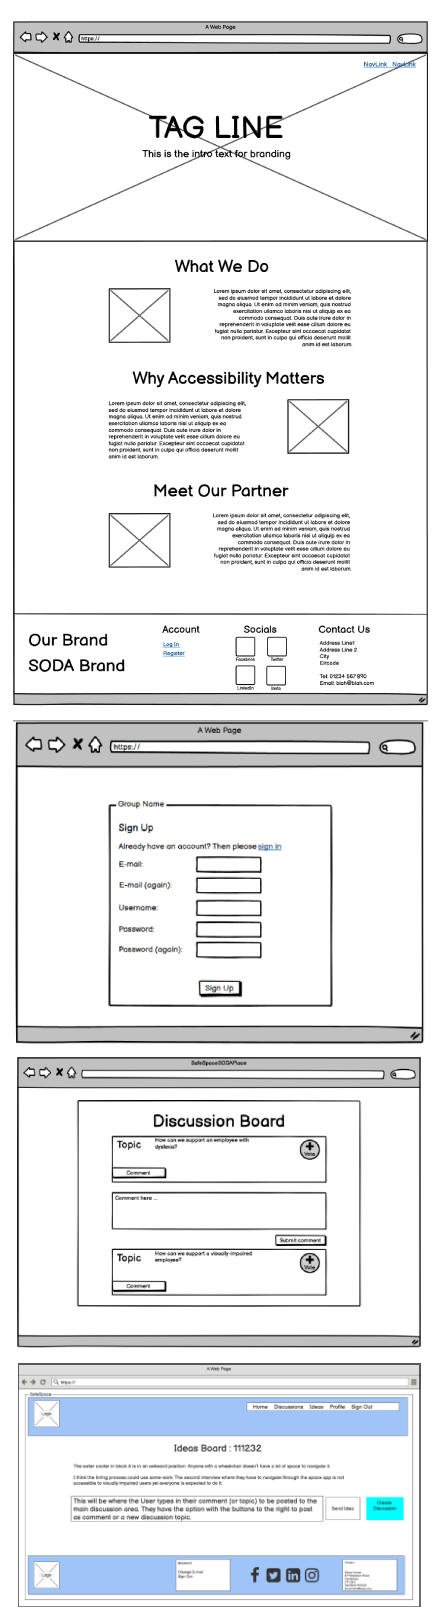 A Web Page
https://
NavLink NavLink
TAG LINE
This is the intro text for branding
What We Do
Lorem ipsum dolor sit amet, consectetur adipiscing elit,
sed do eiusmod tempor incididunt ut labore et dolore
magna aliqua. Ut enim ad minim veniam, quis nostrud
exercitation ullamco laboris nisi ut aliquip ex ea
commodo consequat. Duis aute irure dolor in
reprehenderit in voluptate velit esse cillum dolore eu
fugiat nulla pariatur. Excepteur sint occaecat cupidatat
non proident, sunt in culpa qui officia deserunt mollit
anim id est laborum.
Why Accessibility Matters
Lorem ipsum dolor sit amet, consectetur adipiscing elit,
sed do eiusmod tempor incididunt ut labore et dolore
magna aliqua. Ut enim ad minim veniam, quis nostrud
exercitation ullamco laboris nisi ut aliquip ex ea
commodo consequat. Duis aute irure dolor in
reprehenderit in voluptate velit esse cillum dolore eu
fugiat nulla pariatur. Excepteur sint occaecat cupidatat
non proident, sunt in culpa qui officia deserunt mollit
anim id est laborum.
Meet Our Partner
Lorem ipsum dolor sit amet, consectetur adipiscing elit,
sed do eiusmod tempor incididunt ut labore et dolore
magna aliqua. Ut enim ad minim veniam, quis nostrud
exercitation ullamco laboris nisi ut aliquip ex ea
commodo consequat. Duis aute irure dolor in
reprehenderit in voluptate velit esse cillum dolore eu
fugiat nulla pariatur. Excepteur sint occaecat cupidatat
non proident, sunt in culpa qui officia deserunt mollit
anim id est laborum.
Our Brand
SODA Brand
Account
Log In
Register
Socials
Facebook Twitter
LinkedIn Insta
Contact Us
Address Line1
Address Line 2
City
Eircode
Tel: 01234 567 890
Email: blah@blah.com
A Web Page
https://
Group Name
Sign Up
Already have an account? Then please sign in
E-mail:
E-mail (again):
Username:
Password:
Password (again):
Sign Up
SafeSpaceSODAPlace
Discussion Board
Topic
How can we support an employee with
dyslexia?
Vote
Comment
Comment here ...
Submit comment
Topic
How can we support a visually-impaired
employee?
Vote
Comment
A Web Page
https://
SafeSpace
Logo
Home Discussions Ideas Profile Sign Out
Ideas Board : 111232
The water cooler in block A is in an awkward position. Anyone with a wheelchair doesn't have a lot of space to navigate it.
I think the hiring process could use some work. The second interview where they have to navigate through the space app is not
accessible to visually impaired users yet everyone is expected to do it.
This will be where the User types in their comment (or topic) to be posted to the
main discussion area. They have the option with the buttons to the right to post
as comment or a new discussion topic.
Send Idea
Create
Discussion
Logo
Account
Change E-mail
Sign Out